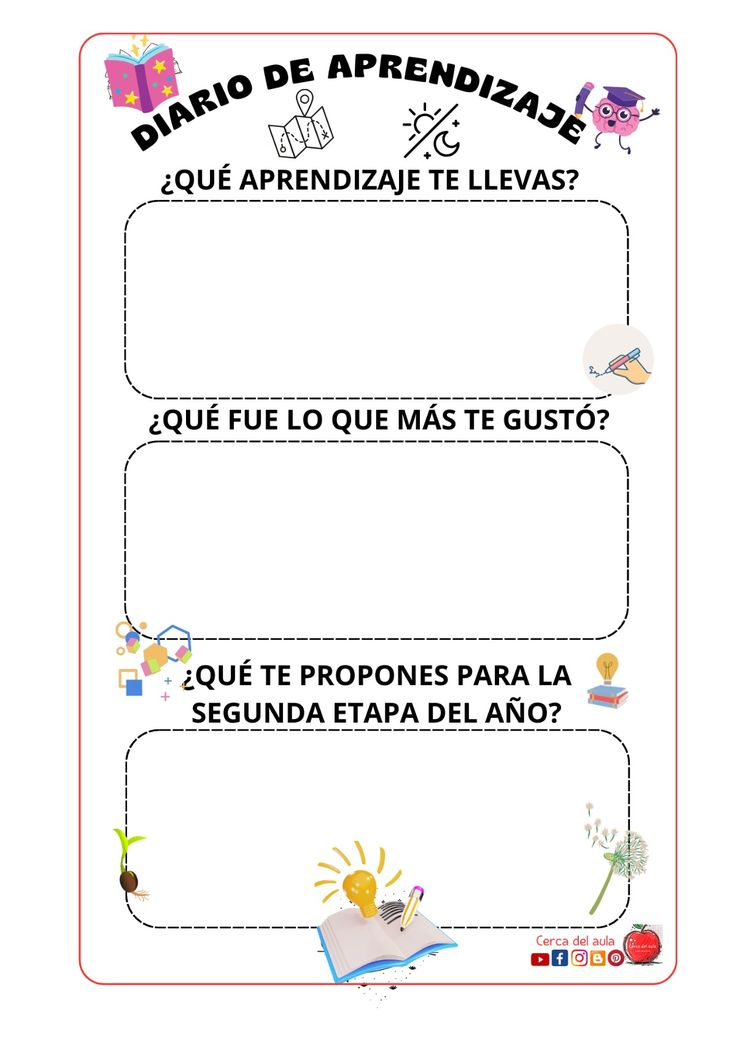 DIARIO DE APRENDIZAJE
¿QUÉ APRENDIZAJE TE LLEVAS?
¿QUÉ FUE LO QUE MÁS TE GUSTÓ?
¿QUÉ TE PROPONES PARA LA
SEGUNDA ETAPA DEL AÑO?
Cerca del aula